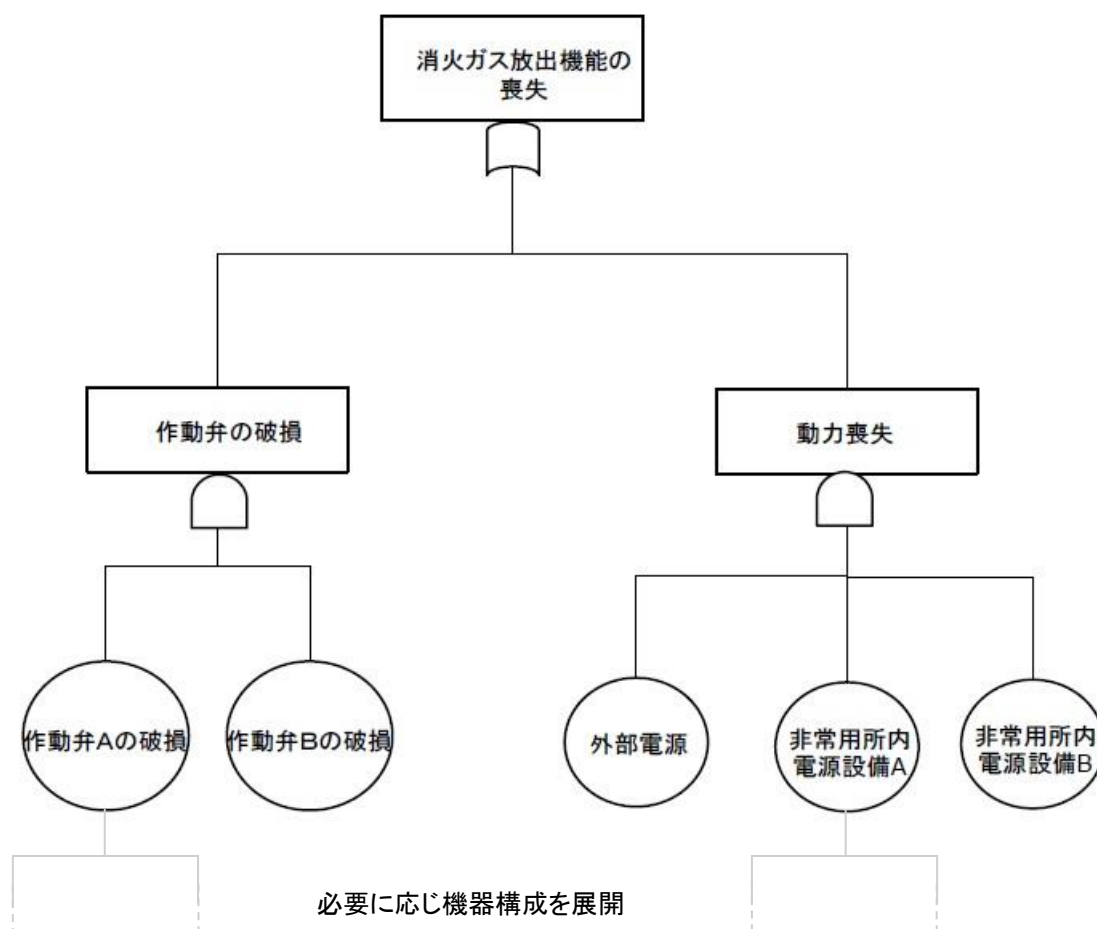 消火ガス放出機能の
喪失
作動弁の破損
動力喪失
作動弁Aの破損
作動弁Bの破損
外部電源
非常用所内
電源設備A
非常用所内
電源設備B
必要に応じ機器構成を展開